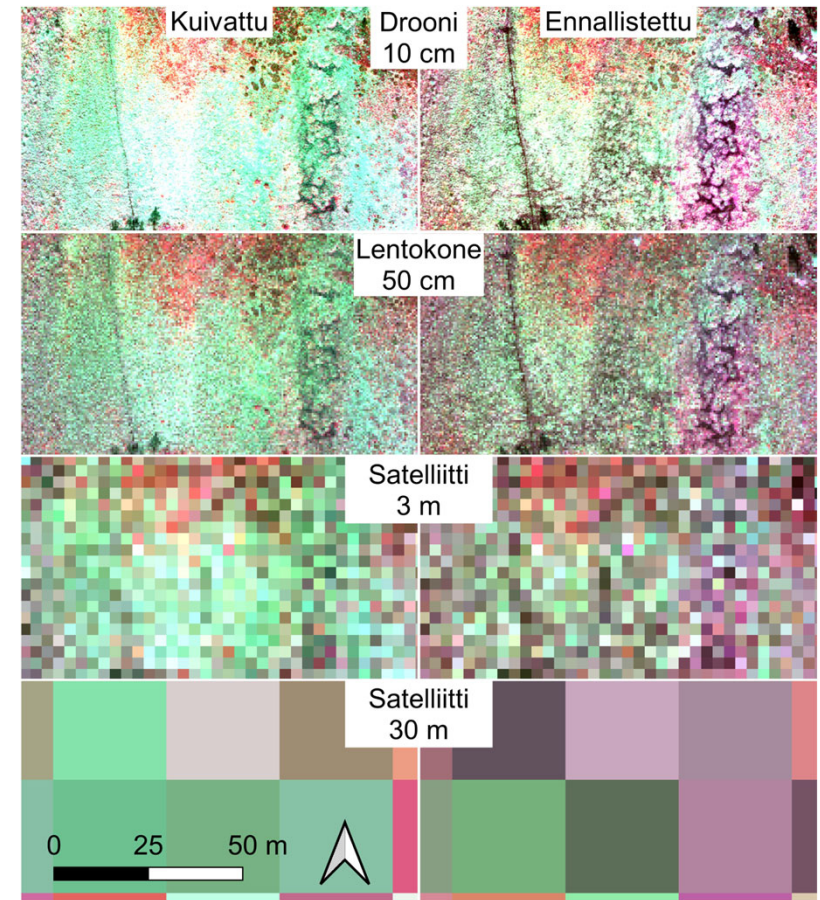 Kuivattu
Drooni
10 cm
Ennallistettu
Lentokone
50 cm
Satelliitti
3 m
Satelliitti
30 m
0 25 50 m